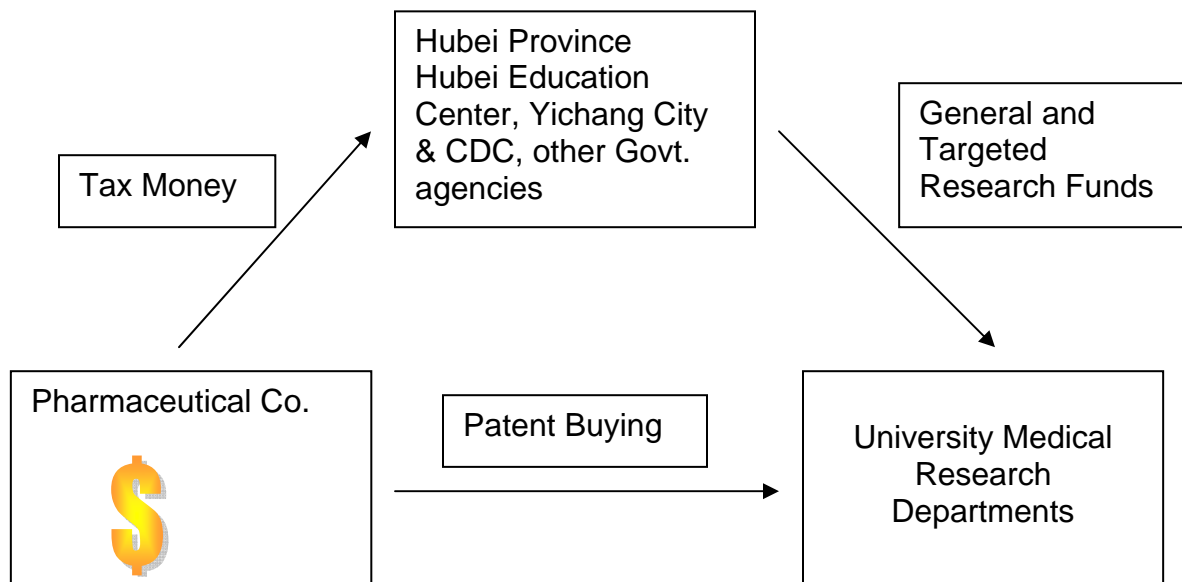 Hubei Province
Hubei Education
Center, Yichang City
& CDC, other Govt.
agencies
General and
Targeted
Research Funds
Tax Money
Pharmaceutical Co.
$
Patent Buying
University Medical
Research
Departments